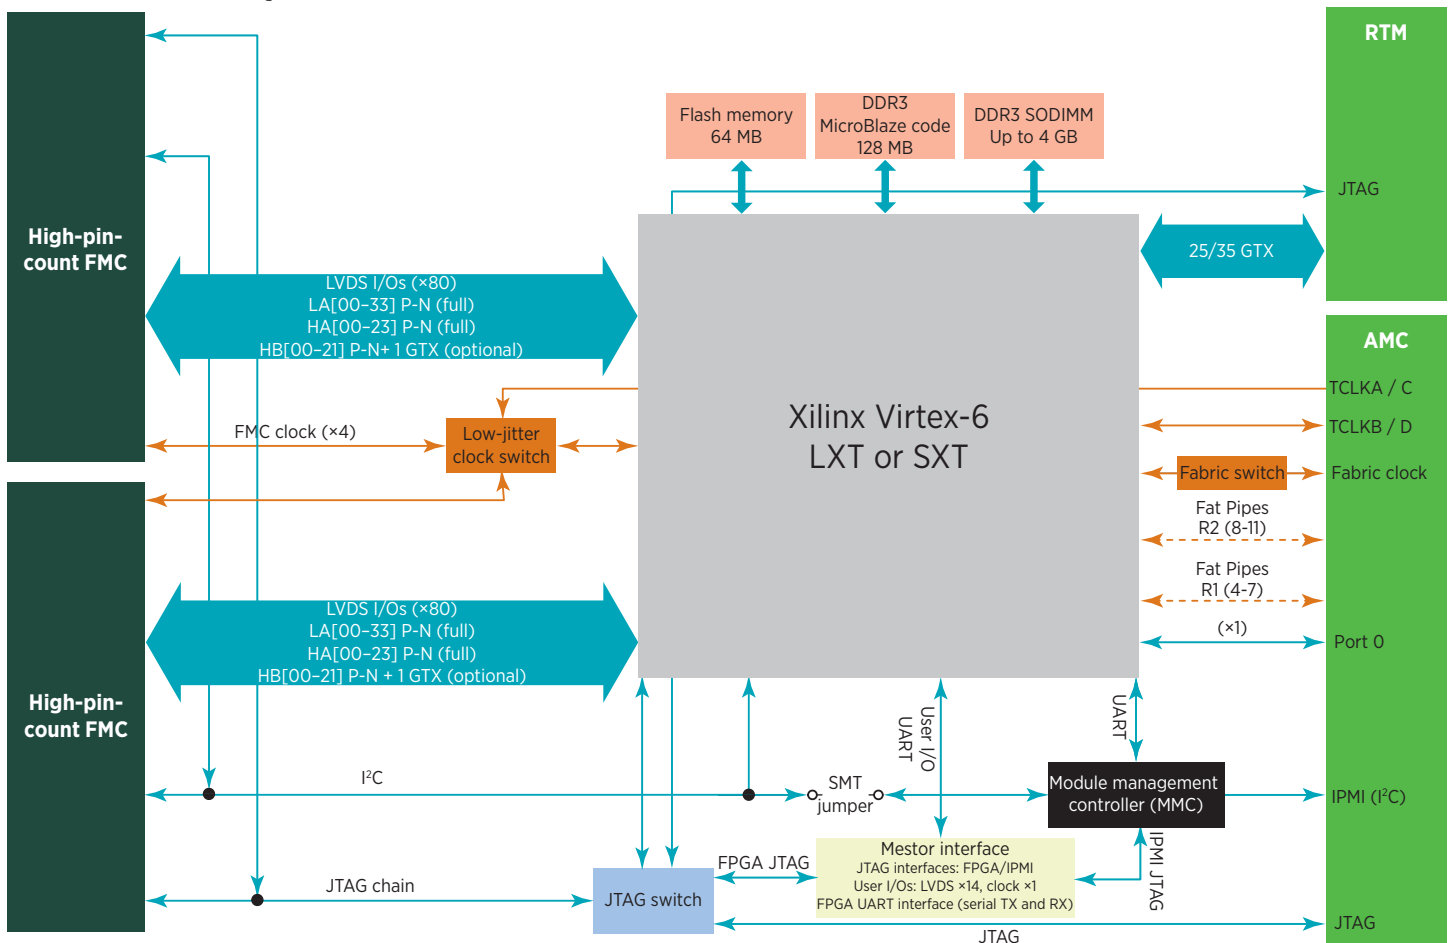 RTM
Flash memory
64 MB
DDR3
MicroBlaze code
128 MB
DDR3 SODIMM
Up to 4 GB
JTAG
High-pin-
count FMC
25/35 GTX
LVDS I/Os (×80)
LA[00–33] P-N (full)
HA[00–23] P-N (full)
HB[00–21] P-N+ 1 GTX (optional)
AMC
TCLKA / C
Xilinx Virtex-6
LXT or SXT
FMC clock (×4)
Low-jitter
clock switch
TCLKB / D
Fabric switch
Fabric clock
Fat Pipes
R2 (8-11)
Fat Pipes
R1 (4-7)
(×1)
Port 0
LVDS I/Os (×80)
LA[00–33] P-N (full)
HA[00–23] P-N (full)
HB[00–21] P-N + 1 GTX (optional)
High-pin-
count FMC
User I/O
UART
UART
I²C
SMT
jumper
Module management
controller (MMC)
IPMI (I²C)
Mestor interface
JTAG interfaces: FPGA/IPMI
User I/Os: LVDS ×14, clock ×1
FPGA UART interface (serial TX and RX)
FPGA JTAG
IPMI JTAG
JTAG chain
JTAG switch
JTAG
JTAG